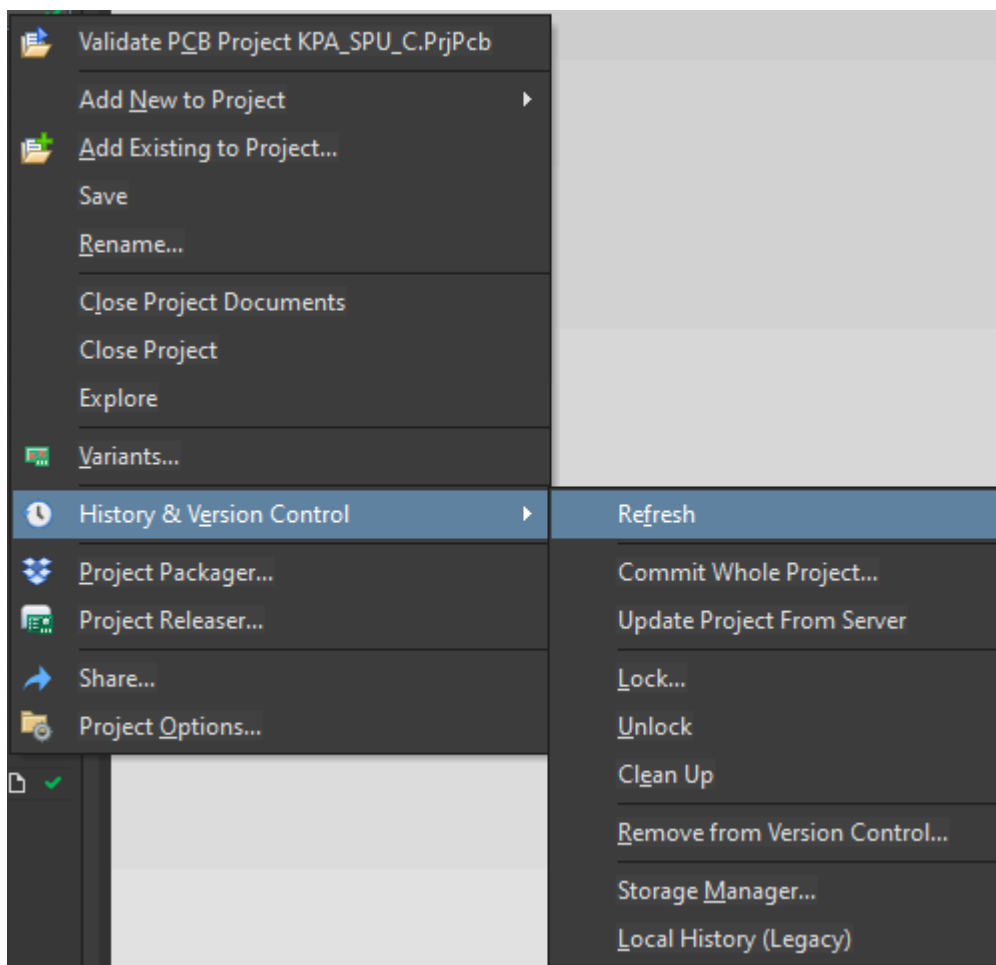 Validate PCB Project KPA_SPU_C.PrjPcb
Add New to Project
Add Existing to Project...
Save
Rename...
Close Project Documents
Close Project
Explore
Variants...
History & Version Control
Project Packager...
Project Releaser...
Share...
Project Options...
Refresh
Commit Whole Project...
Update Project From Server
Lock...
Unlock
Clean Up
Remove from Version Control...
Storage Manager...
Local History (Legacy)